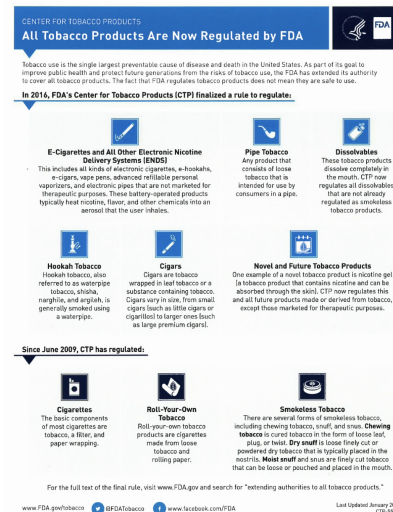 CENTER FOR TOBACCO PRODUCTS
All Tobacco Products Are Now Regulated by FDA
FDA
Tobacco use is the single largest preventable cause of disease and death in the United States. As part of its goal to
improve public health and protect future generations from the risks of tobacco use, the FDA has extended its authority
to cover all tobacco products. The fact that FDA regulates tobacco products does not mean they are safe to use.
In 2016, FDA's Center for Tobacco Products (CTP) finalized a rule to regulate:
E-Cigarettes and All Other Electronic Nicotine
Delivery Systems (ENDS)
This includes all kinds of electronic cigarettes, e-hookahs,
e-cigars, vape pens, advanced refillable personal
vaporizers, and electronic pipes that are not marketed for
therapeutic purposes. These battery-operated products
typically heat nicotine, flavor, and other chemicals into an
aerosol that the user inhales.
Pipe Tobacco
Any product that
consists of loose
tobacco that is
intended for use by
consumers in a pipe.
Dissolvables
These tobacco products
dissolve completely in
the mouth. CTP now
regulates all dissolvables
that are not already
regulated as smokeless
tobacco products.
Hookah Tobacco
Hookah tobacco, also
referred to as waterpipe
tobacco, shisha,
narghile, and argileh, is
generally smoked using
a waterpipe.
Cigars
Cigars are tobacco
wrapped in leaf tobacco or a
substance containing tobacco.
Cigars vary in size, from small
cigars (such as little cigars or
cigarillos) to larger ones (such
as large premium cigars).
Novel and Future Tobacco Products
One example of a novel tobacco product is nicotine gel
(a tobacco product that contains nicotine and can be
absorbed through the skin). CTP now regulates this
and all future products made or derived from tobacco,
except those marketed for therapeutic purposes.
Since June 2009, CTP has regulated:
Cigarettes
The basic components
of most cigarettes are
tobacco, a filter, and
paper wrapping.
Roll-Your-Own
Tobacco
Roll-your-own tobacco
products are cigarettes
made from loose
tobacco and
rolling paper.
Smokeless Tobacco
There are several forms of smokeless tobacco,
including chewing tobacco, snuff, and snus. Chewing
tobacco is cured tobacco in the form of loose leaf,
plug, or twist. Dry snuff is loose finely cut or
powdered dry tobacco that is typically placed in the
nostrils. Moist snuff and snus are finely cut tobacco
that can be loose or pouched and placed in the mouth.
For the full text of the final rule, visit www.FDA.gov and search for "extending authorities to all tobacco products."
www.FDA.gov/tobacco @FDATobacco www.facebook.com/FDA
Last Updated January